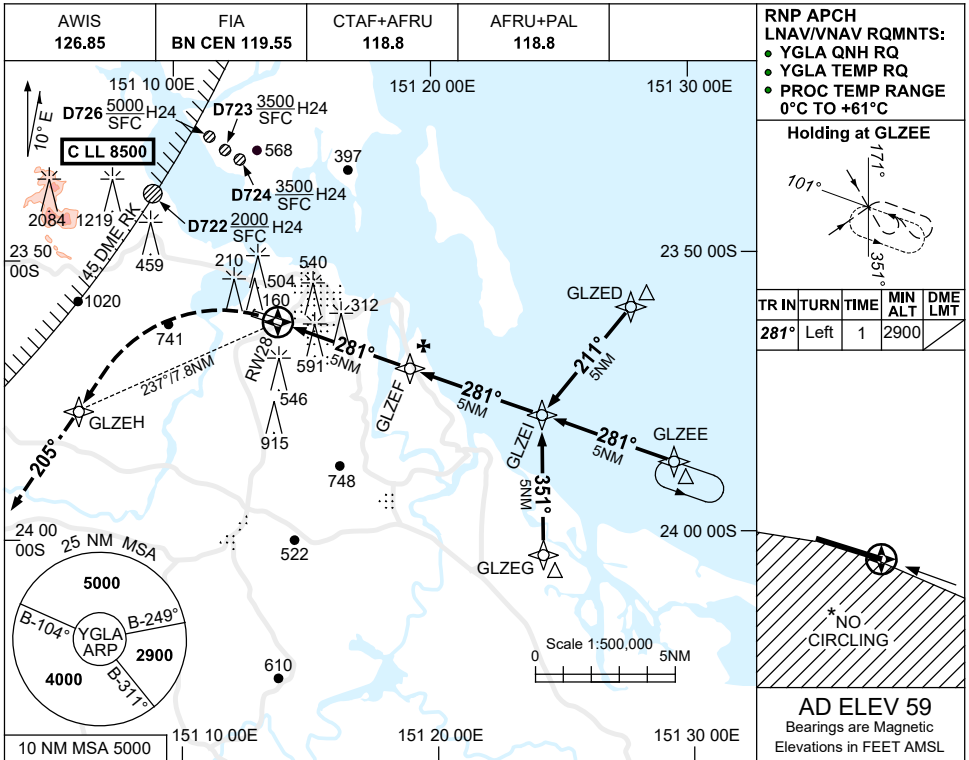 AWIS
126.85
FIA
BN CEN 119.55
CTAF+AFRU
118.8
AFRU+PAL
118.8
RNP APCH
LNAV/VNAV RQMNTS:
YGLA QNH RQ
YGLA TEMP RQ
PROC TEMP RANGE
0°C TO +61°C
151 10 00E
151 20 00E
151 30 00E
10° E
D726 5000 H24
SFC
D723 3500 H24
SFC
C LL 8500
568
397
D724 3500 H24
SFC
2084
1219
D722 2000 H24
SFC
459
45 DME RK
23 50
00S
23 50 00S
210
504
540
160
312
1020
741
591
RW28
237°/7.8NM
546
915
GLZEH
205°
281°
5NM
GLZEF
281°
5NM
GLZEI
GLZED
211°
5NM
281°
5NM
GLZEE
351°
5NM
GLZEG
748
522
610
24 00
00S
24 00 00S
25 NM MSA
5000
B-104°
B-249°
YGLA
ARP
2900
4000
B-311°
10 NM MSA 5000
Scale 1:500,000
0
5NM
151 10 00E
151 20 00E
151 30 00E
Holding at GLZEE
171°
101°
351°
TR IN TURN TIME MIN ALT DME LMT
281° Left 1 2900
*NO
CIRCLING
AD ELEV 59
Bearings are Magnetic
Elevations in FEET AMSL